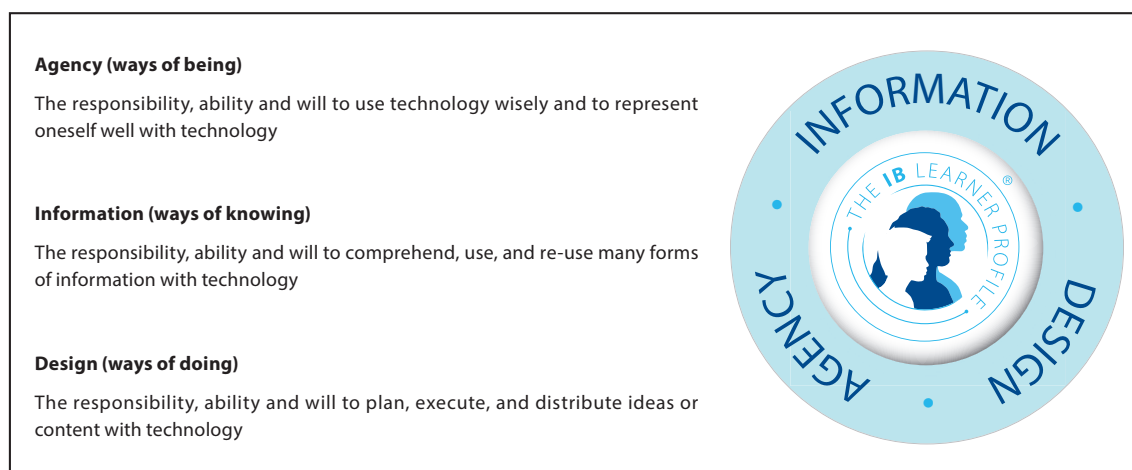 Agency (ways of being)
The responsibility, ability and will to use technology wisely and to represent
oneself well with technology
Information (ways of knowing)
The responsibility, ability and will to comprehend, use, and re-use many forms
of information with technology
Design (ways of doing)
The responsibility, ability and will to plan, execute, and distribute ideas or
content with technology
INFORMATION
DESIGN
AGENCY
THE IB LEARNER PROFILE ®